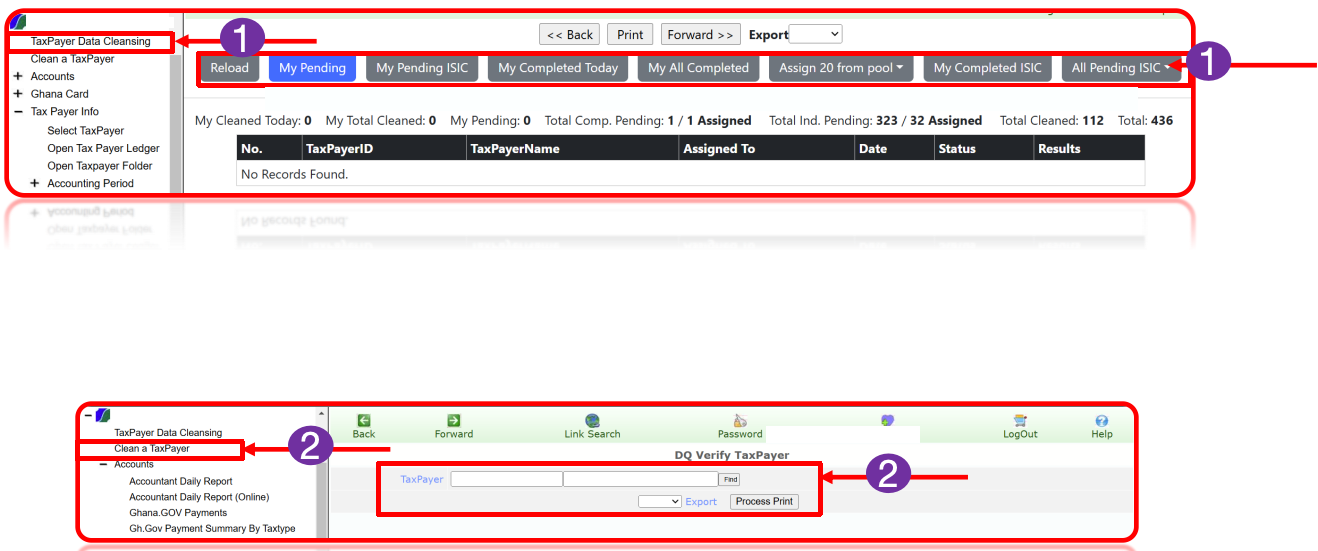 TaxPayer Data Cleansing
Clean a TaxPayer
+ Accounts
+ Ghana Card
− Tax Payer Info
Select TaxPayer
Open Tax Payer Ledger
Open Taxpayer Folder
+ Accounting Period
1
<< Back Print Forward >> Export
Reload My Pending My Pending ISIC My Completed Today My All Completed Assign 20 from pool My Completed ISIC All Pending ISIC
1
My Cleaned Today: 0 My Total Cleaned: 0 My Pending: 0 Total Comp. Pending: 1 / 1 Assigned Total Ind. Pending: 323 / 32 Assigned Total Cleaned: 112 Total: 436
No. TaxPayerID TaxPayerName Assigned To Date Status Results
No Records Found.
TaxPayer Data Cleansing
Clean a TaxPayer
− Accounts
Accountant Daily Report
Accountant Daily Report (Online)
Ghana.GOV Payments
Gh.Gov Payment Summary By Taxtype
2
Back Forward Link Search Password LogOut Help
DQ Verify TaxPayer
TaxPayer Find
2
Export Process Print